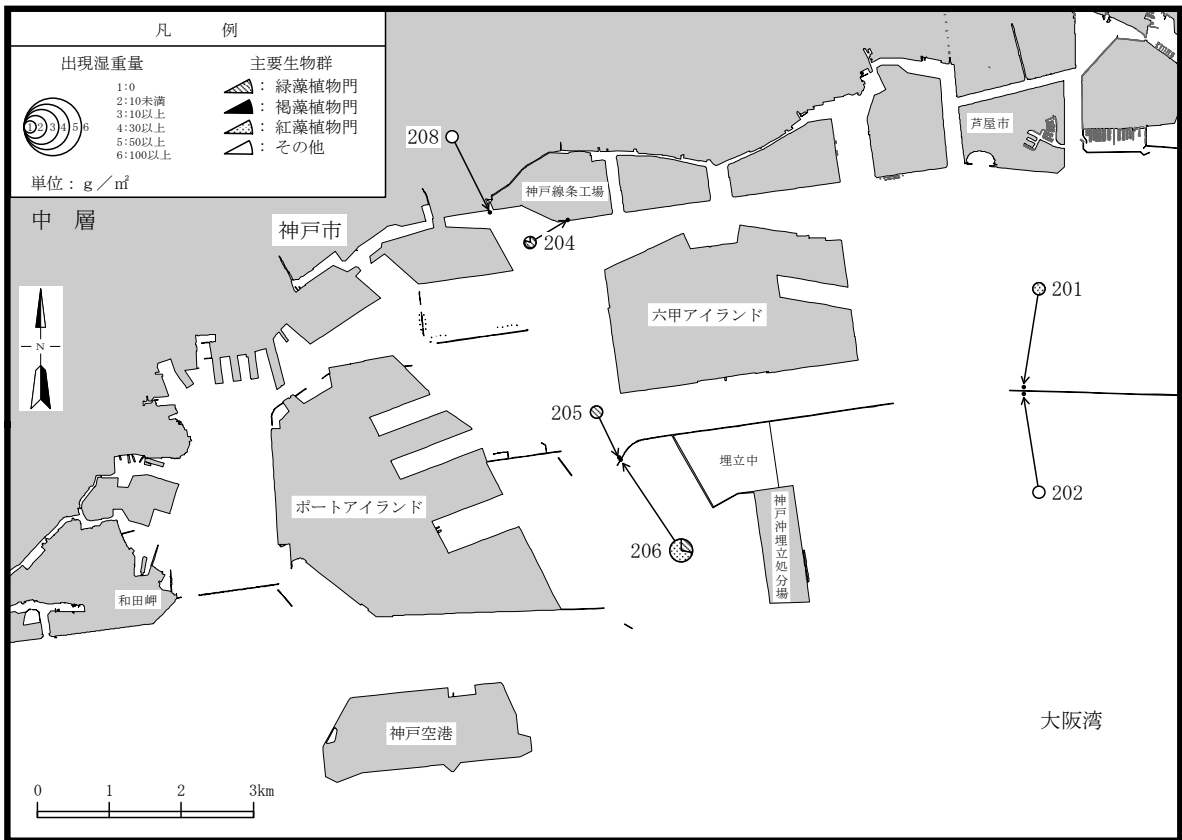 凡 例
出現湿重量
1:0
2:10未満
3:10以上
4:30以上
5:50以上
6:100以上
1 2 3 4 5 6
単位：ｇ／㎡
主要生物群
： 緑藻植物門
： 褐藻植物門
： 紅藻植物門
： その他
中 層
神戸市
N
208
神戸線条工場
204
芦屋市
六甲アイランド
201
205
埋立中
ポートアイランド
神戸沖埋立処分場
202
206
和田岬
神戸空港
大阪湾
0 1 2 3km